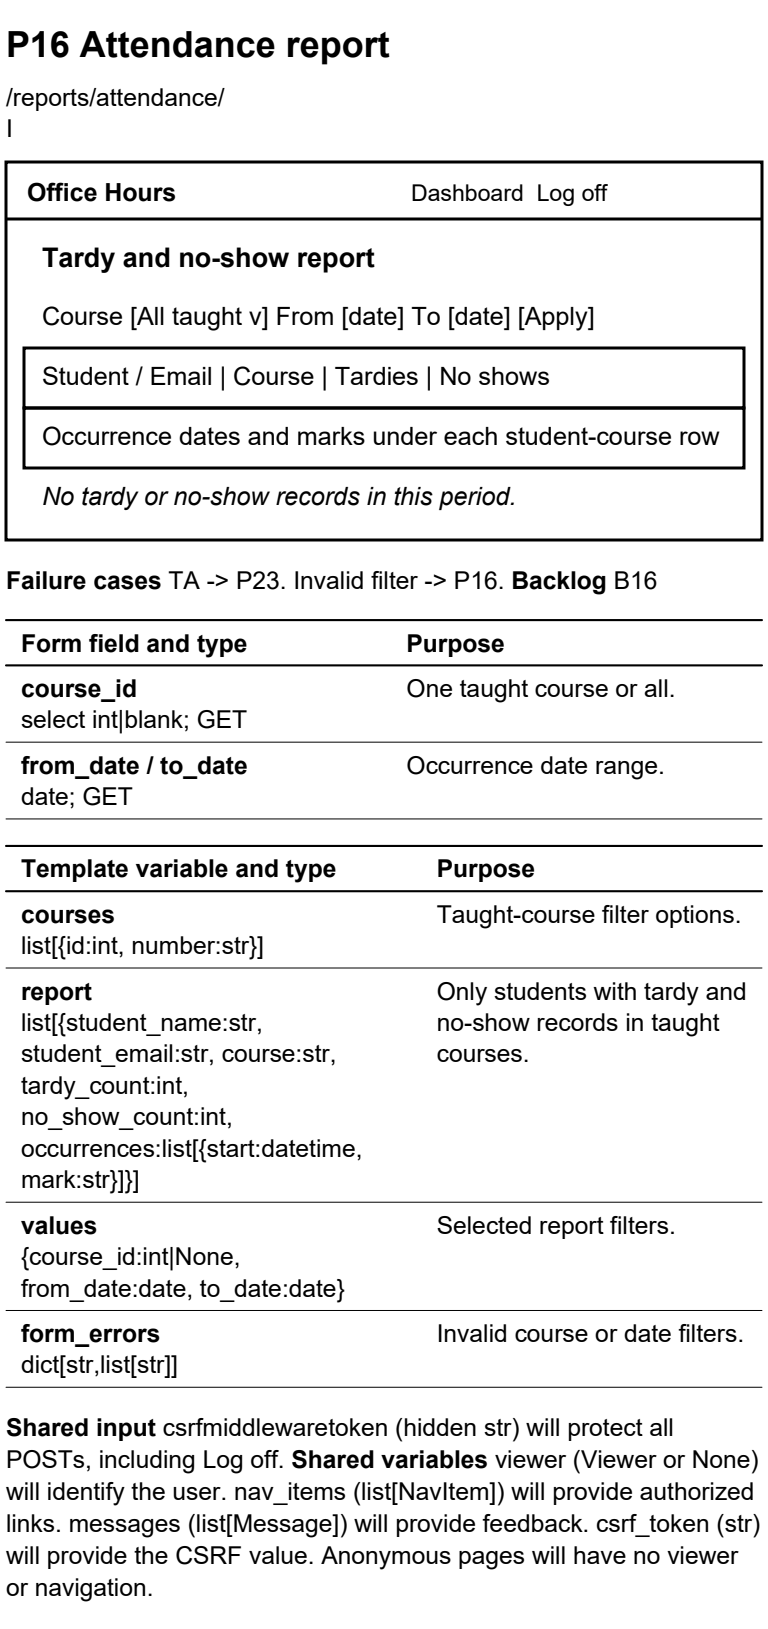 P16 Attendance report
/reports/attendance/
I
Office Hours Dashboard Log off
Tardy and no-show report
Course [All taught v] From [date] To [date] [Apply]
Student / Email | Course | Tardies | No shows
Occurrence dates and marks under each student-course row
No tardy or no-show records in this period.
Failure cases TA -> P23. Invalid filter -> P16. Backlog B16
Form field and type Purpose
course_id One taught course or all.
select int|blank; GET
from_date / to_date Occurrence date range.
date; GET
Template variable and type Purpose
courses Taught-course filter options.
list[{id:int, number:str}]
report Only students with tardy and
list[{student_name:str, no-show records in taught
student_email:str, course:str, courses.
tardy_count:int,
no_show_count:int,
occurrences:list[{start:datetime,
mark:str}]}]
values Selected report filters.
{course_id:int|None,
from_date:date, to_date:date}
form_errors Invalid course or date filters.
dict[str,list[str]]
Shared input csrfmiddlewaretoken (hidden str) will protect all
POSTs, including Log off. Shared variables viewer (Viewer or None)
will identify the user. nav_items (list[NavItem]) will provide authorized
links. messages (list[Message]) will provide feedback. csrf_token (str)
will provide the CSRF value. Anonymous pages will have no viewer
or navigation.